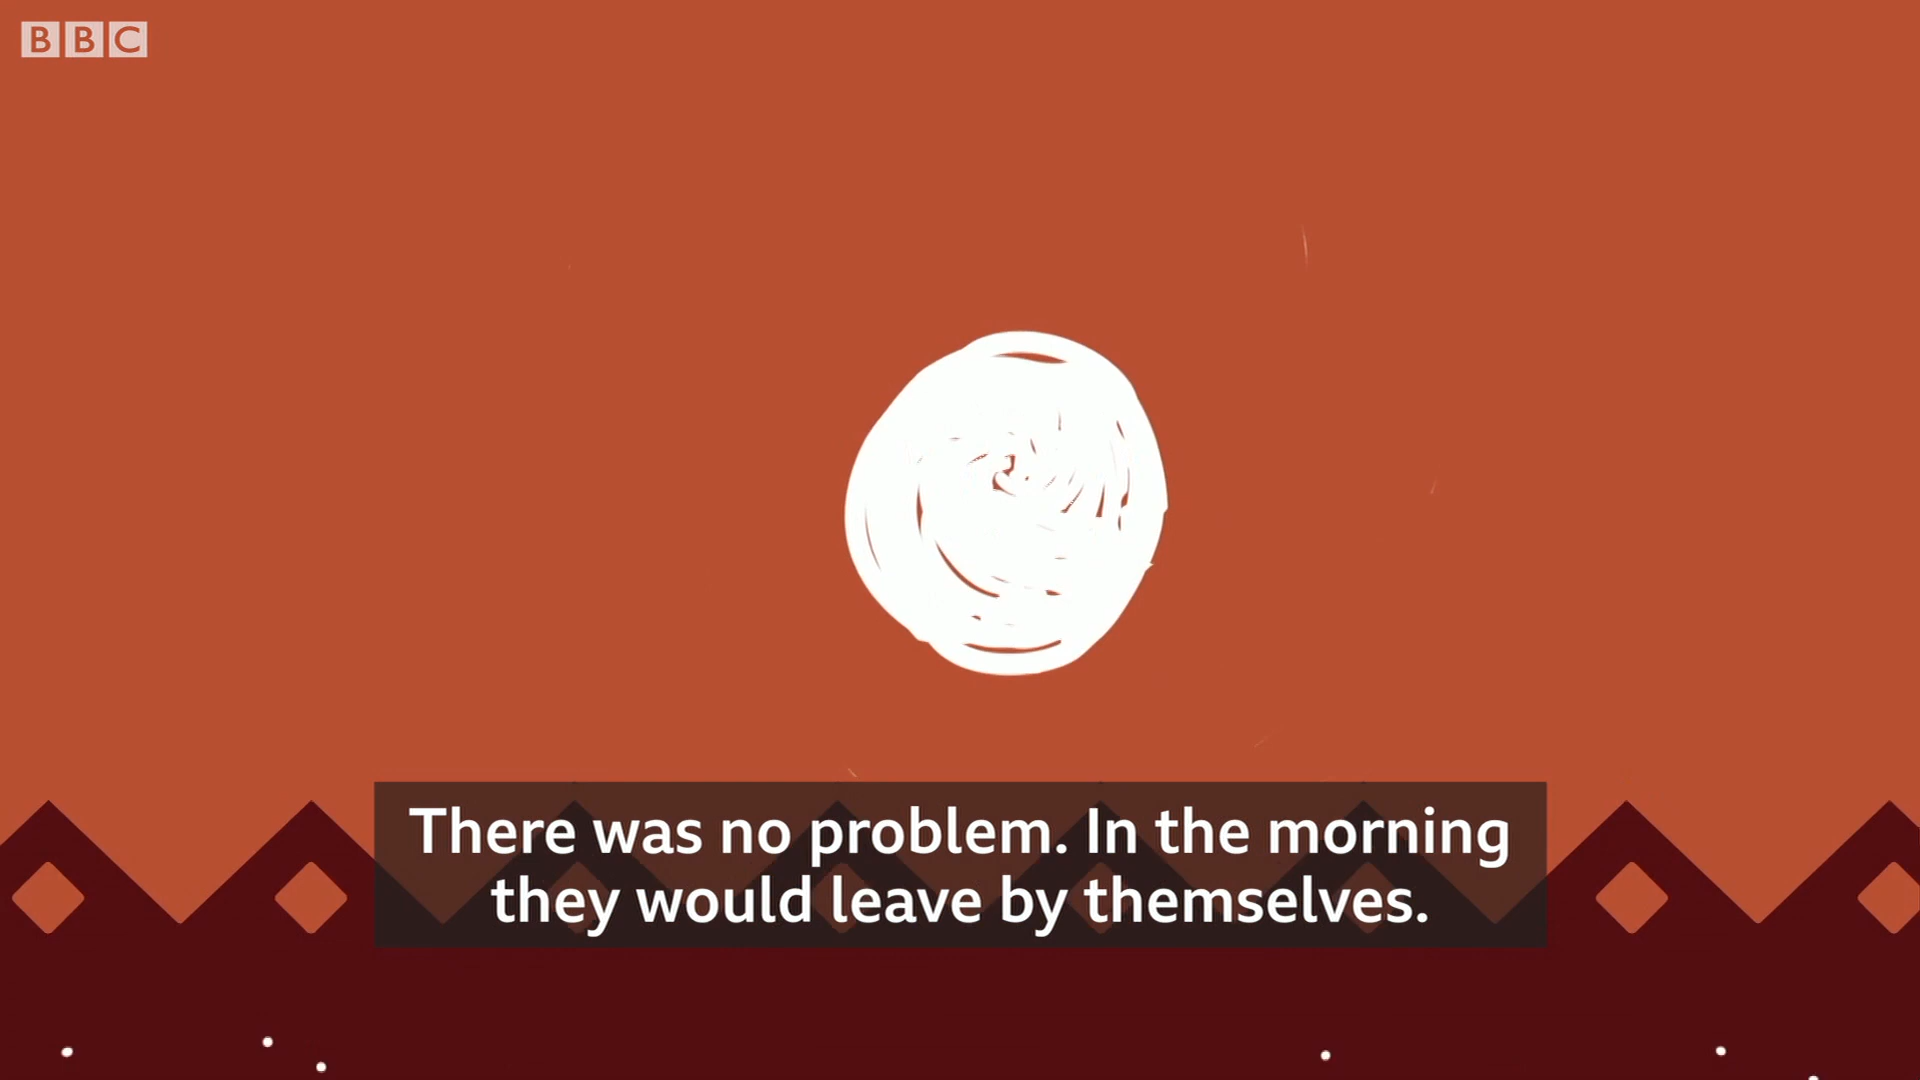 BBC
There was no problem. In the morning
they would leave by themselves.